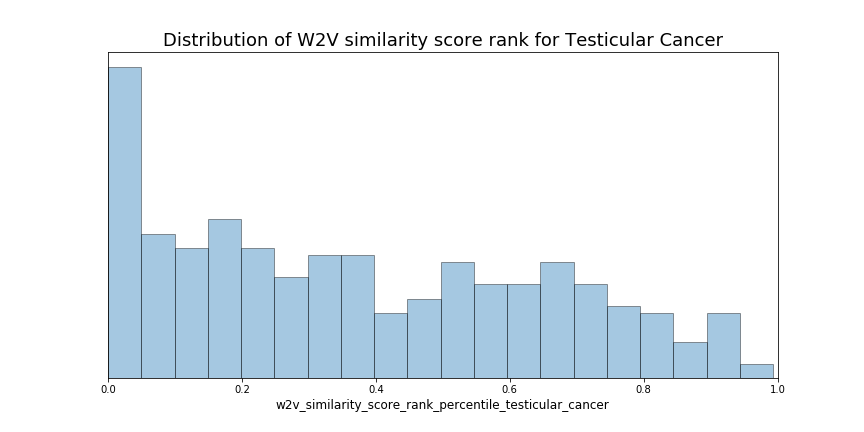 Distribution of W2V similarity score rank for Testicular Cancer
0.0 0.2 0.4 0.6 0.8 1.0
w2v_similarity_score_rank_percentile_testicular_cancer